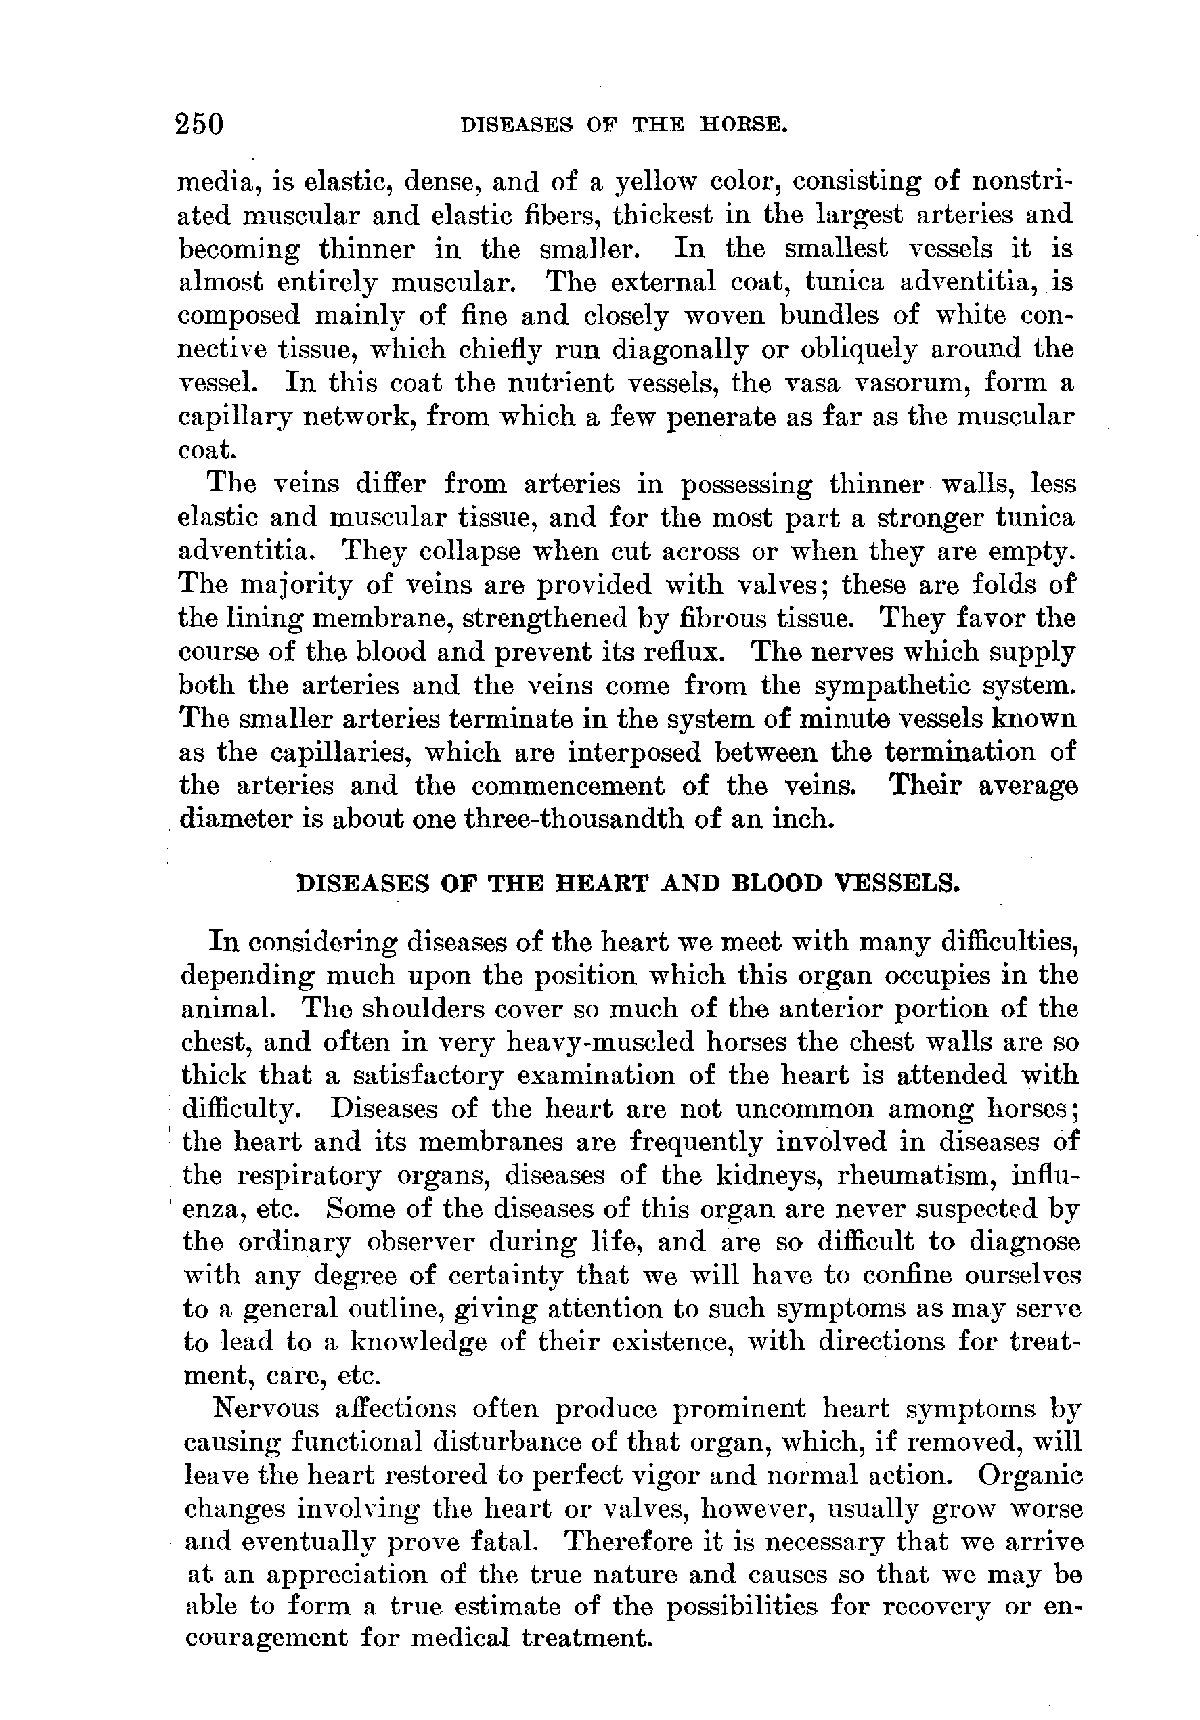 250 DISEASES OF THE HORSE.
media, is elastic, dense, and of a yellow color, consisting of nonstri-
ated muscular and elastic fibers, thickest in the largest arteries and
becoming thinner in the smaller. In the smallest vessels it is
almost entirely muscular. The external coat, tunica adventitia, is
composed mainly of fine and closely woven bundles of white con-
nective tissue, which chiefly run diagonally or obliquely around the
vessel. In this coat the nutrient vessels, the vasa vasorum, form a
capillary network, from which a few penerate as far as the muscular
coat.
The veins differ from arteries in possessing thinner walls, less
elastic and muscular tissue, and for the most part a stronger tunica
adventitia. They collapse when cut across or when they are empty.
The majority of veins are provided with valves; these are folds of
the lining membrane, strengthened by fibrous tissue. They favor the
course of the blood and prevent its reflux. The nerves which supply
both the arteries and the veins come from the sympathetic system.
The smaller arteries terminate in the system of minute vessels known
as the capillaries, which are interposed between the termination of
the arteries and the commencement of the veins. Their average
diameter is about one three-thousandth of an inch.
DISEASES OF THE HEART AND BLOOD VESSELS.
In considering diseases of the heart we meet with many difficulties,
depending much upon the position which this organ occupies in the
animal. The shoulders cover so much of the anterior portion of the
chest, and often in very heavy-muscled horses the chest walls are so
thick that a satisfactory examination of the heart is attended with
difficulty. Diseases of the heart are not uncommon among horses;
the heart and its membranes are frequently involved in diseases of
the respiratory organs, diseases of the kidneys, rheumatism, influ-
enza, etc. Some of the diseases of this organ are never suspected by
the ordinary observer during life, and are so difficult to diagnose
with any degree of certainty that we will have to confine ourselves
to a general outline, giving attention to such symptoms as may serve
to lead to a knowledge of their existence, with directions for treat-
ment, care, etc.
Nervous affections often produce prominent heart symptoms by
causing functional disturbance of that organ, which, if removed, will
leave the heart restored to perfect vigor and normal action. Organic
changes involving the heart or valves, however, usually grow worse
and eventually prove fatal. Therefore it is necessary that we arrive
at an appreciation of the true nature and causes so that we may be
able to form a true estimate of the possibilities for recovery or en-
couragement for medical treatment.